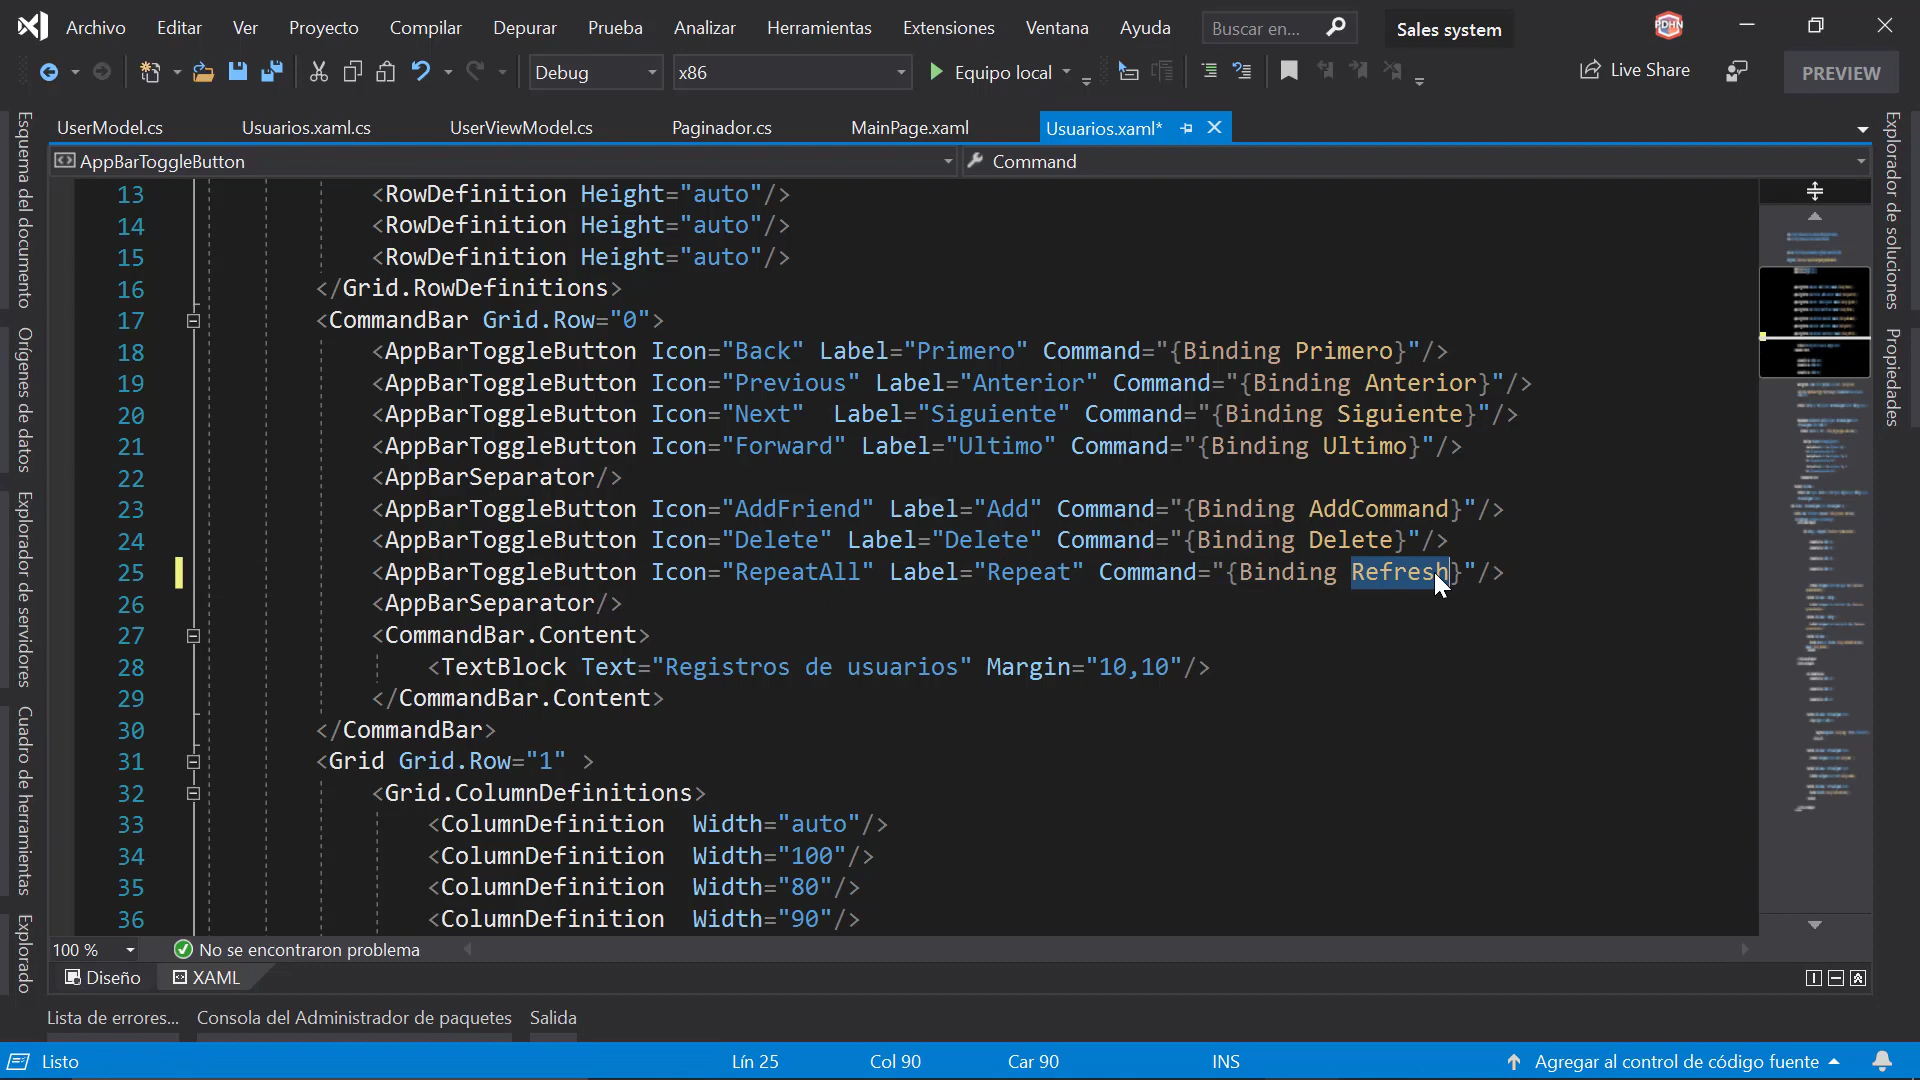 Archivo Editar Ver Proyecto Compilar Depurar Prueba Analizar Herramientas Extensiones Ventana Ayuda Buscar en... Sales system
PDHN
Debug x86 Equipo local Live Share PREVIEW
UserModel.cs Usuarios.xaml.cs UserViewModel.cs Paginador.cs MainPage.xaml Usuarios.xaml*
AppBarToggleButton Command
13 <RowDefinition Height="auto"/>
14 <RowDefinition Height="auto"/>
15 <RowDefinition Height="auto"/>
16 </Grid.RowDefinitions>
17 <CommandBar Grid.Row="0">
18 <AppBarToggleButton Icon="Back" Label="Primero" Command="{Binding Primero}"/>
19 <AppBarToggleButton Icon="Previous" Label="Anterior" Command="{Binding Anterior}"/>
20 <AppBarToggleButton Icon="Next"  Label="Siguiente" Command="{Binding Siguiente}"/>
21 <AppBarToggleButton Icon="Forward" Label="Ultimo" Command="{Binding Ultimo}"/>
22 <AppBarSeparator/>
23 <AppBarToggleButton Icon="AddFriend" Label="Add" Command="{Binding AddCommand}"/>
24 <AppBarToggleButton Icon="Delete" Label="Delete" Command="{Binding Delete}"/>
25 <AppBarToggleButton Icon="RepeatAll" Label="Repeat" Command="{Binding Refresh}"/>
26 <AppBarSeparator/>
27 <CommandBar.Content>
28 <TextBlock Text="Registros de usuarios" Margin="10,10"/>
29 </CommandBar.Content>
30 </CommandBar>
31 <Grid Grid.Row="1" >
32 <Grid.ColumnDefinitions>
33 <ColumnDefinition  Width="auto"/>
34 <ColumnDefinition  Width="100"/>
35 <ColumnDefinition  Width="80"/>
36 <ColumnDefinition  Width="90"/>
Esquema del documento
Orígenes de datos
Explorador de servidores
Cuadro de herramientas
Explorado
Explorador de soluciones
Propiedades
100 % No se encontraron problema
Diseño XAML
Lista de errores... Consola del Administrador de paquetes Salida
Listo Lín 25 Col 90 Car 90 INS Agregar al control de código fuente